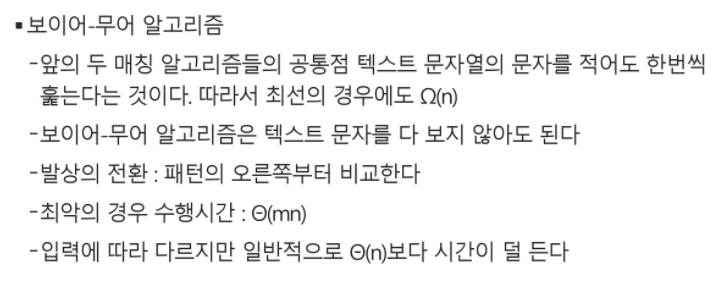 ▪ 보이어-무어 알고리즘
-앞의 두 매칭 알고리즘들의 공통점 텍스트 문자열의 문자를 적어도 한번씩
훑는다는 것이다. 따라서 최선의 경우에도 Ω(n)
-보이어-무어 알고리즘은 텍스트 문자를 다 보지 않아도 된다
-발상의 전환 : 패턴의 오른쪽부터 비교한다
-최악의 경우 수행시간 : Θ(mn)
-입력에 따라 다르지만 일반적으로 Θ(n)보다 시간이 덜 든다